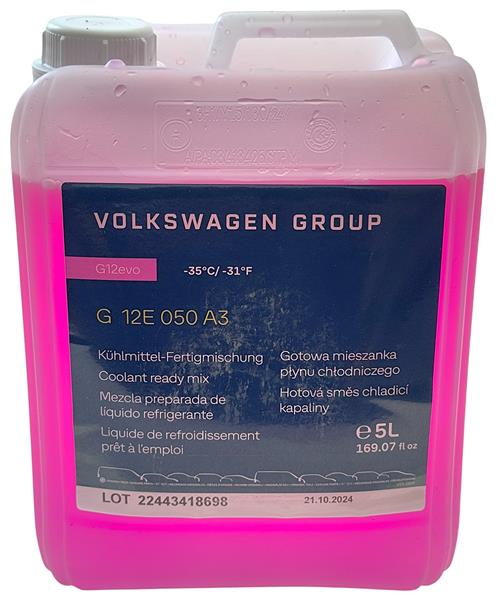 VOLKSWAGEN GROUP
G12evo
-35°C/ -31°F
G 12E 050 A3
Kühlmittel-Fertigmischung
Coolant ready mix
Mezcla preparada de
líquido refrigerante
Liquide de refroidissement
prêt à l'emploi
Gotowa mieszanka
płynu chłodniczego
Hotová směs chladicí
kapaliny
℮ 5L
169.07 fl oz
LOT 22443418698
21.10.2024